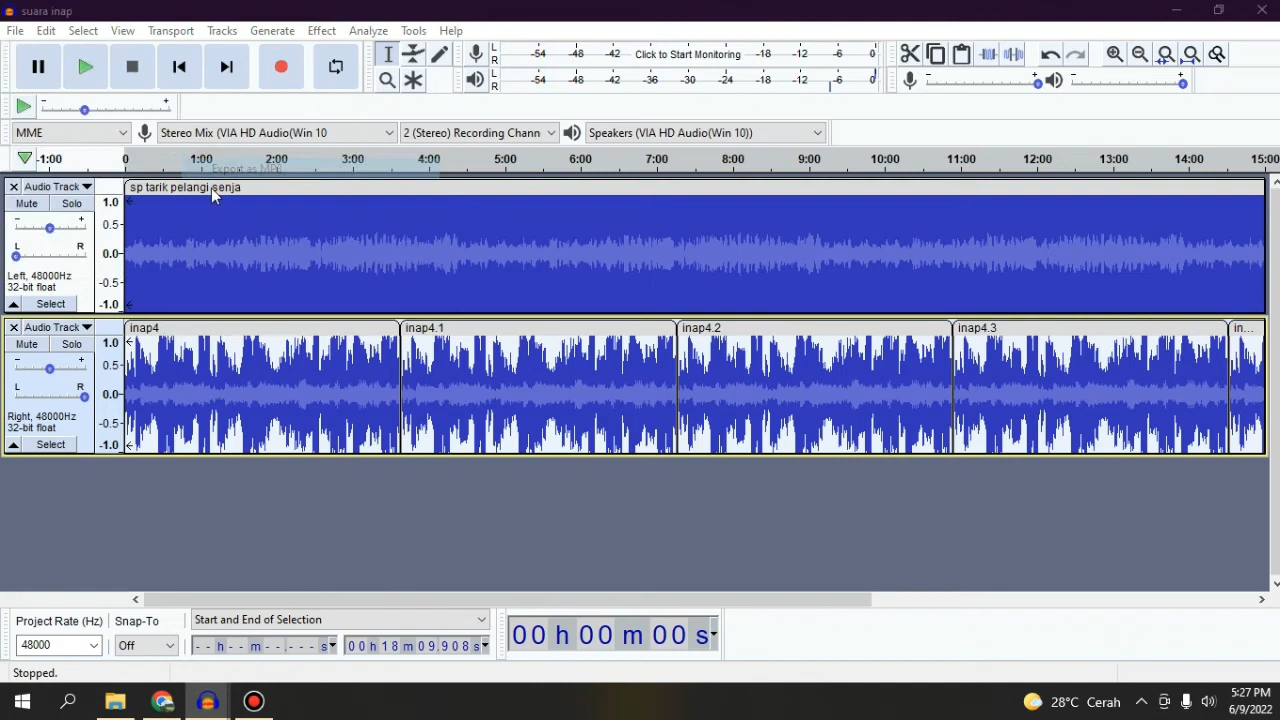 suara inap
File Edit Select View Transport Tracks Generate Effect Analyze Tools Help
L R -54 -48 -42 Click to Start Monitoring -18 -12 -6 0
L R -54 -48 -42 -36 -30 -24 -18 -12 -6 0
- +
- +
- +
MME Stereo Mix (VIA HD Audio(Win 10 2 (Stereo) Recording Chann Speakers (VIA HD Audio(Win 10))
-1:00 0 1:00 2:00 3:00 4:00 5:00 6:00 7:00 8:00 9:00 10:00 11:00 12:00 13:00 14:00 15:00
Export as MP3
Audio Track sp tarik pelangi senja
Mute Solo 1.0
- + 0.5
L R 0.0
Left, 48000Hz -0.5
32-bit float
Select -1.0
Audio Track inap4 inap4.1 inap4.2 inap4.3 in...
Mute Solo 1.0
- + 0.5
L R 0.0
Right, 48000Hz -0.5
32-bit float
Select -1.0
Project Rate (Hz) Snap-To Start and End of Selection
48000 Off - - h - - m - - . - - - s 00 h 18 m 09.908 s 00 h 00 m 00 s
Stopped.
28°C Cerah 5:27 PM
6/9/2022